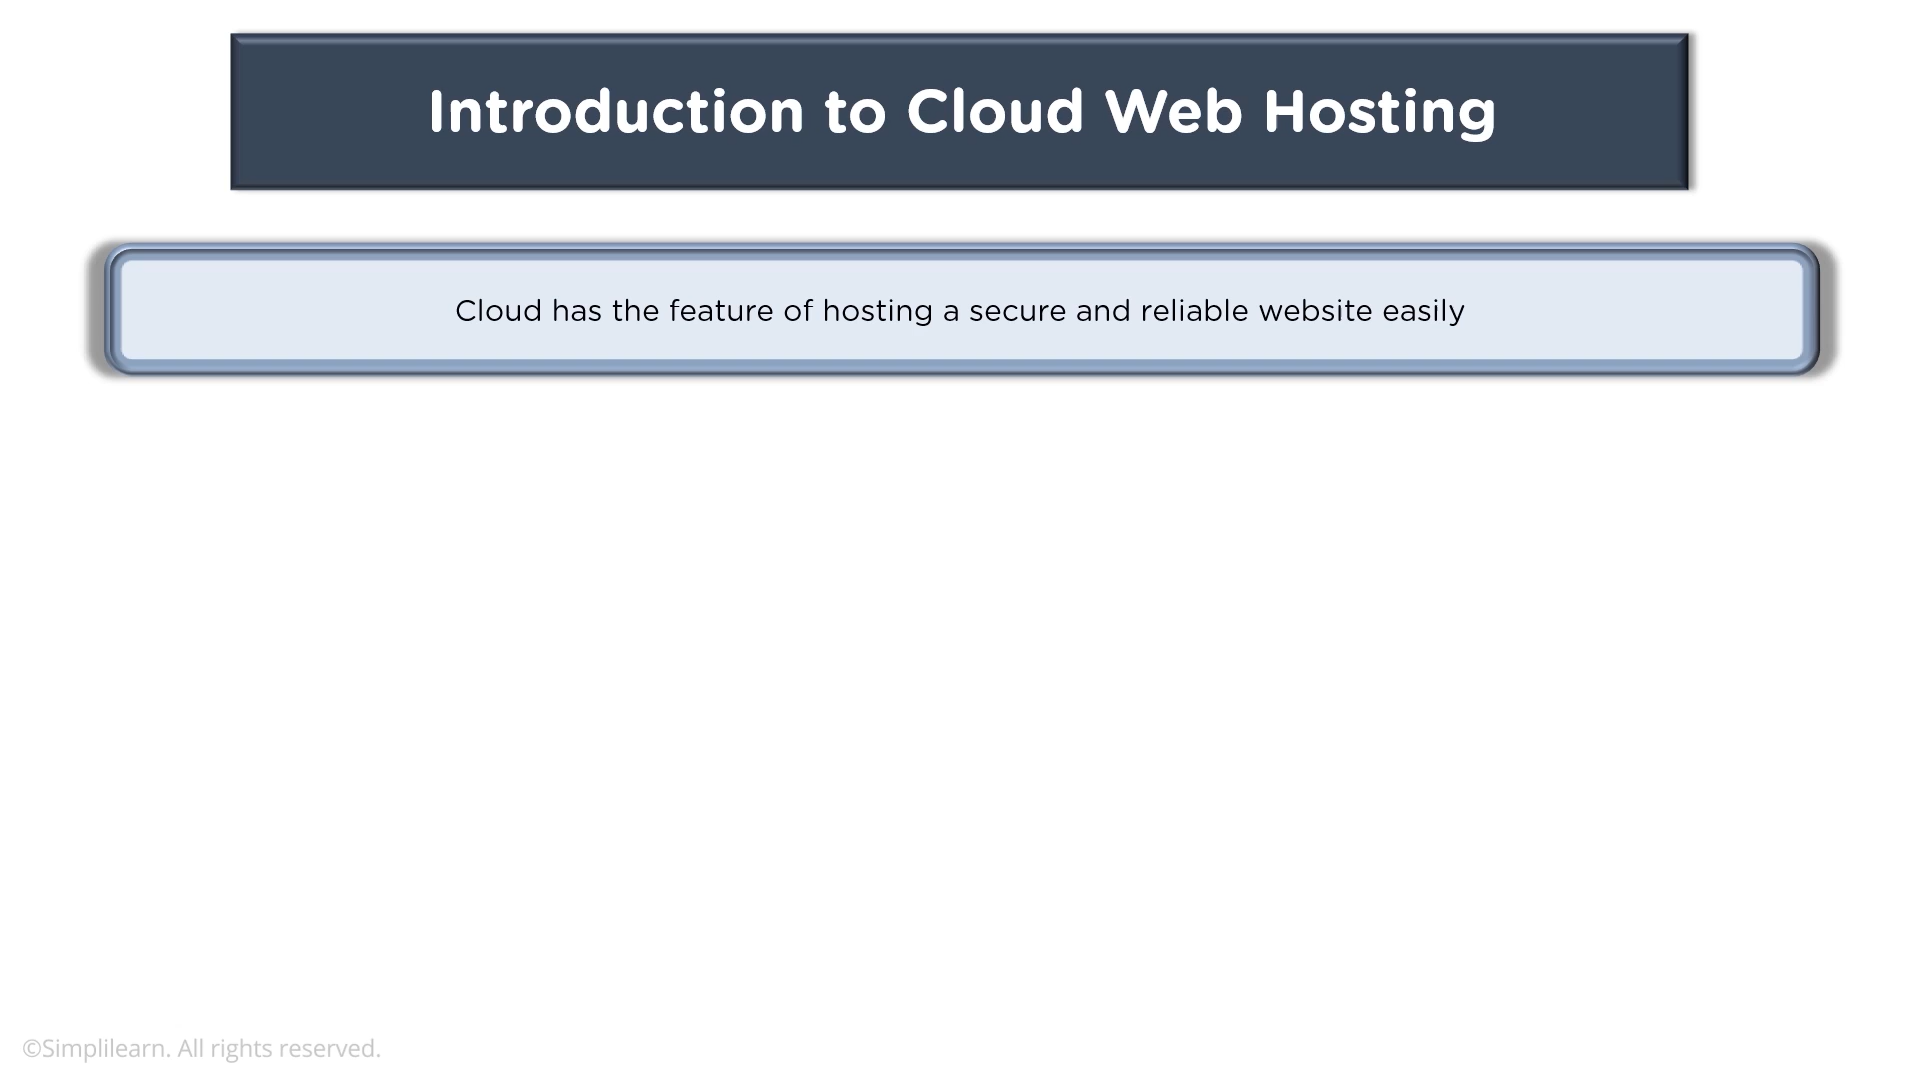 Introduction to Cloud Web Hosting
Cloud has the feature of hosting a secure and reliable website easily
©Simplilearn. All rights reserved.